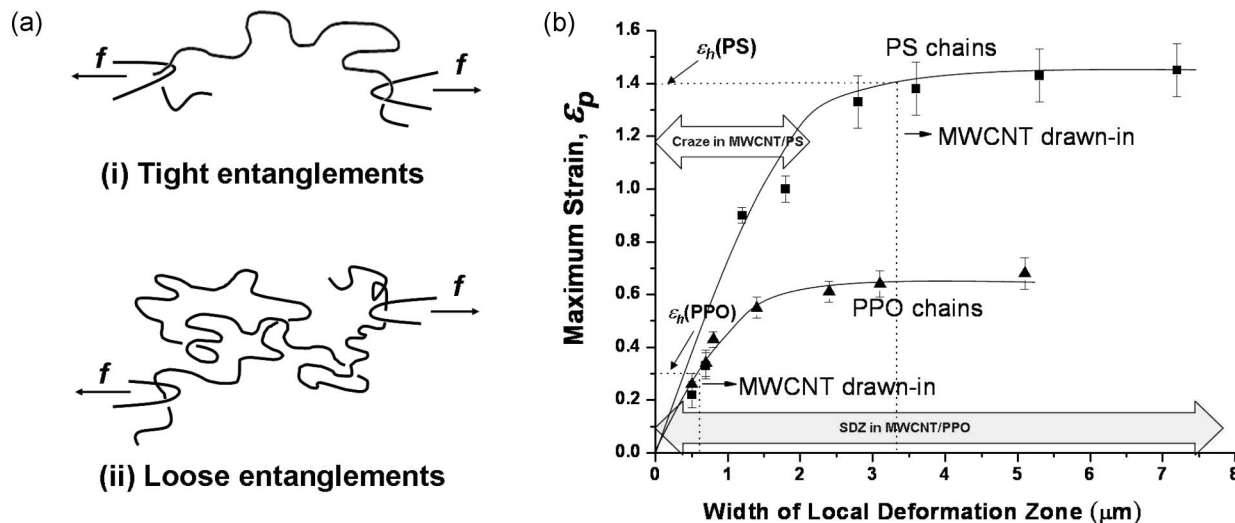 (a)
f
f
(i) Tight entanglements
f
f
(ii) Loose entanglements
(b)
Maximum Strain, εp
1.6
1.4
1.2
1.0
0.8
0.6
0.4
0.2
0.0
εh(PS)
PS chains
Craze in MWCNT/PS
MWCNT drawn-in
εh(PPO)
PPO chains
MWCNT drawn-in
SDZ in MWCNT/PPO
0 1 2 3 4 5 6 7 8
Width of Local Deformation Zone (μm)